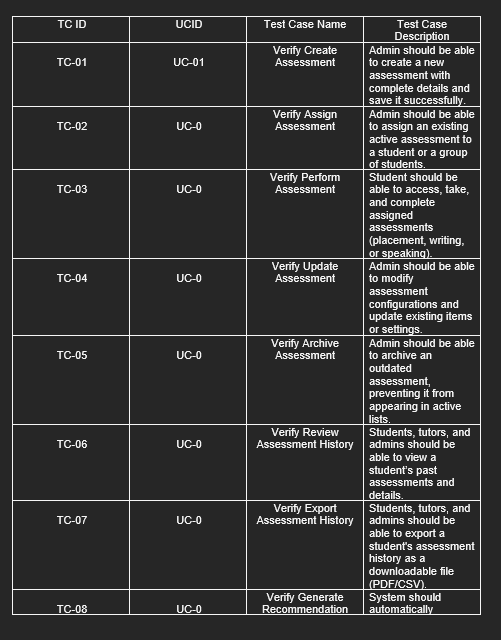 TC ID UCID Test Case Name Test Case
Description
TC-01 UC-01 Verify Create
Assessment
Admin should be able
to create a new
assessment with
complete details and
save it successfully.
TC-02 UC-0 Verify Assign
Assessment
Admin should be able
to assign an existing
active assessment to
a student or a group
of students.
TC-03 UC-0 Verify Perform
Assessment
Student should be
able to access, take,
and complete
assigned
assessments
(placement, writing,
or speaking).
TC-04 UC-0 Verify Update
Assessment
Admin should be able
to modify
assessment
configurations and
update existing items
or settings.
TC-05 UC-0 Verify Archive
Assessment
Admin should be able
to archive an
outdated
assessment,
preventing it from
appearing in active
lists.
TC-06 UC-0 Verify Review
Assessment History
Students, tutors, and
admins should be
able to view a
student's past
assessments and
details.
TC-07 UC-0 Verify Export
Assessment History
Students, tutors, and
admins should be
able to export a
student's assessment
history as a
downloadable file
(PDF/CSV).
TC-08 UC-0 Verify Generate
Recommendation
System should
automatically